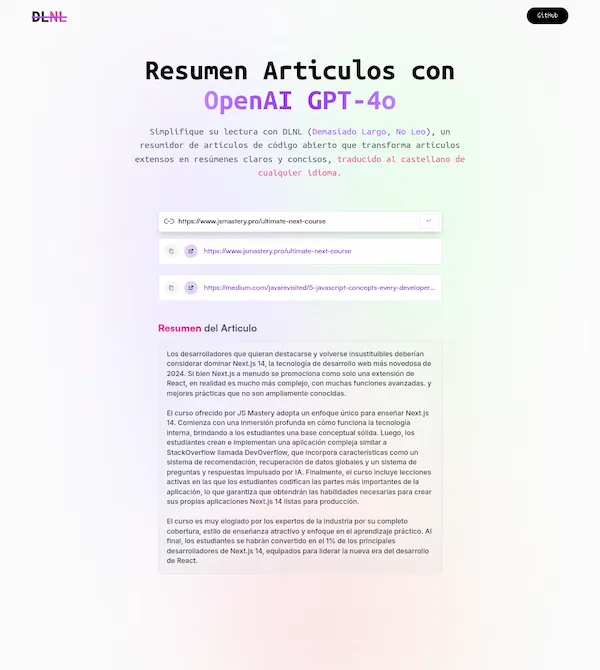 DLNL
GitHub
Resumen Articulos con
OpenAI GPT-4o
Simplifique su lectura con DLNL (Demasiado Largo, No Leo), un
resumidor de artículos de código abierto que transforma artículos
extensos en resúmenes claros y concisos, traducido al castellano de
cualquier idioma.
https://www.jsmastery.pro/ultimate-next-course
https://www.jsmastery.pro/ultimate-next-course
https://medium.com/javarevisited/5-javascript-concepts-every-developer...
Resumen del Articulo
Los desarrolladores que quieran destacarse y volverse insustituibles deberían
considerar dominar Next.js 14, la tecnología de desarrollo web más novedosa de
2024. Si bien Next.js a menudo se promociona como solo una extensión de
React, en realidad es mucho más complejo, con muchas funciones avanzadas. y
mejores prácticas que no son ampliamente conocidas.
El curso ofrecido por JS Mastery adopta un enfoque único para enseñar Next.js
14. Comienza con una inmersión profunda en cómo funciona la tecnología
interna, brindando a los estudiantes una base conceptual sólida. Luego, los
estudiantes crean e implementan una aplicación compleja similar a
StackOverflow llamada DevOverflow, que incorpora características como un
sistema de recomendación, recuperación de datos globales y un sistema de
preguntas y respuestas impulsado por IA. Finalmente, el curso incluye lecciones
activas en las que los estudiantes codifican las partes más importantes de la
aplicación, lo que garantiza que obtendrán las habilidades necesarias para crear
sus propias aplicaciones Next.js 14 listas para producción.
El curso es muy elogiado por los expertos de la industria por su completo
cobertura, estilo de enseñanza atractivo y enfoque en el aprendizaje práctico. Al
final, los estudiantes se habrán convertido en el 1% de los principales
desarrolladores de Next.js 14, equipados para liderar la nueva era del desarrollo
de React.